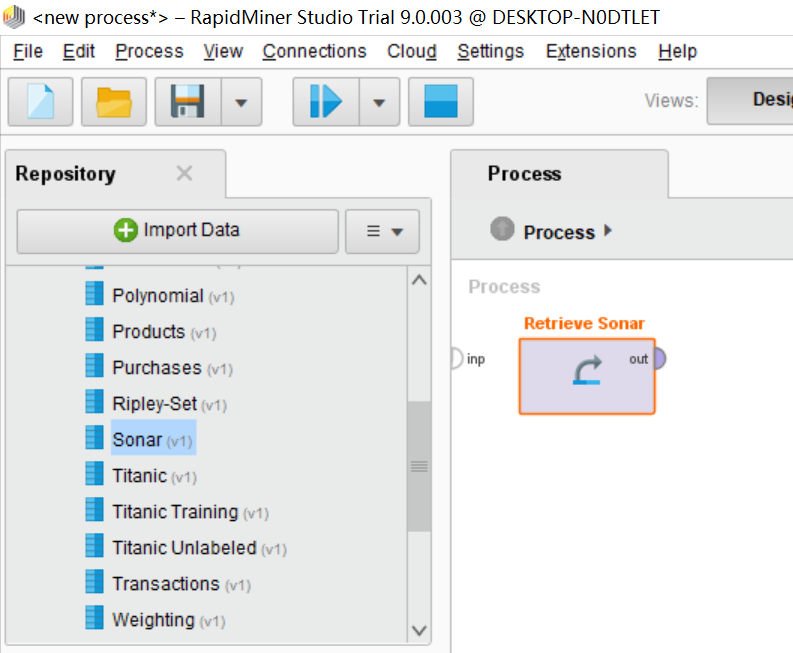 <new process*> – RapidMiner Studio Trial 9.0.003 @ DESKTOP-N0DTLET
File Edit Process View Connections Cloud Settings Extensions Help
Views: Desi
Repository
Process
Import Data
Process
Polynomial (v1)
Products (v1)
Purchases (v1)
Ripley-Set (v1)
Sonar (v1)
Titanic (v1)
Titanic Training (v1)
Titanic Unlabeled (v1)
Transactions (v1)
Weighting (v1)
Process
Retrieve Sonar
inp
out